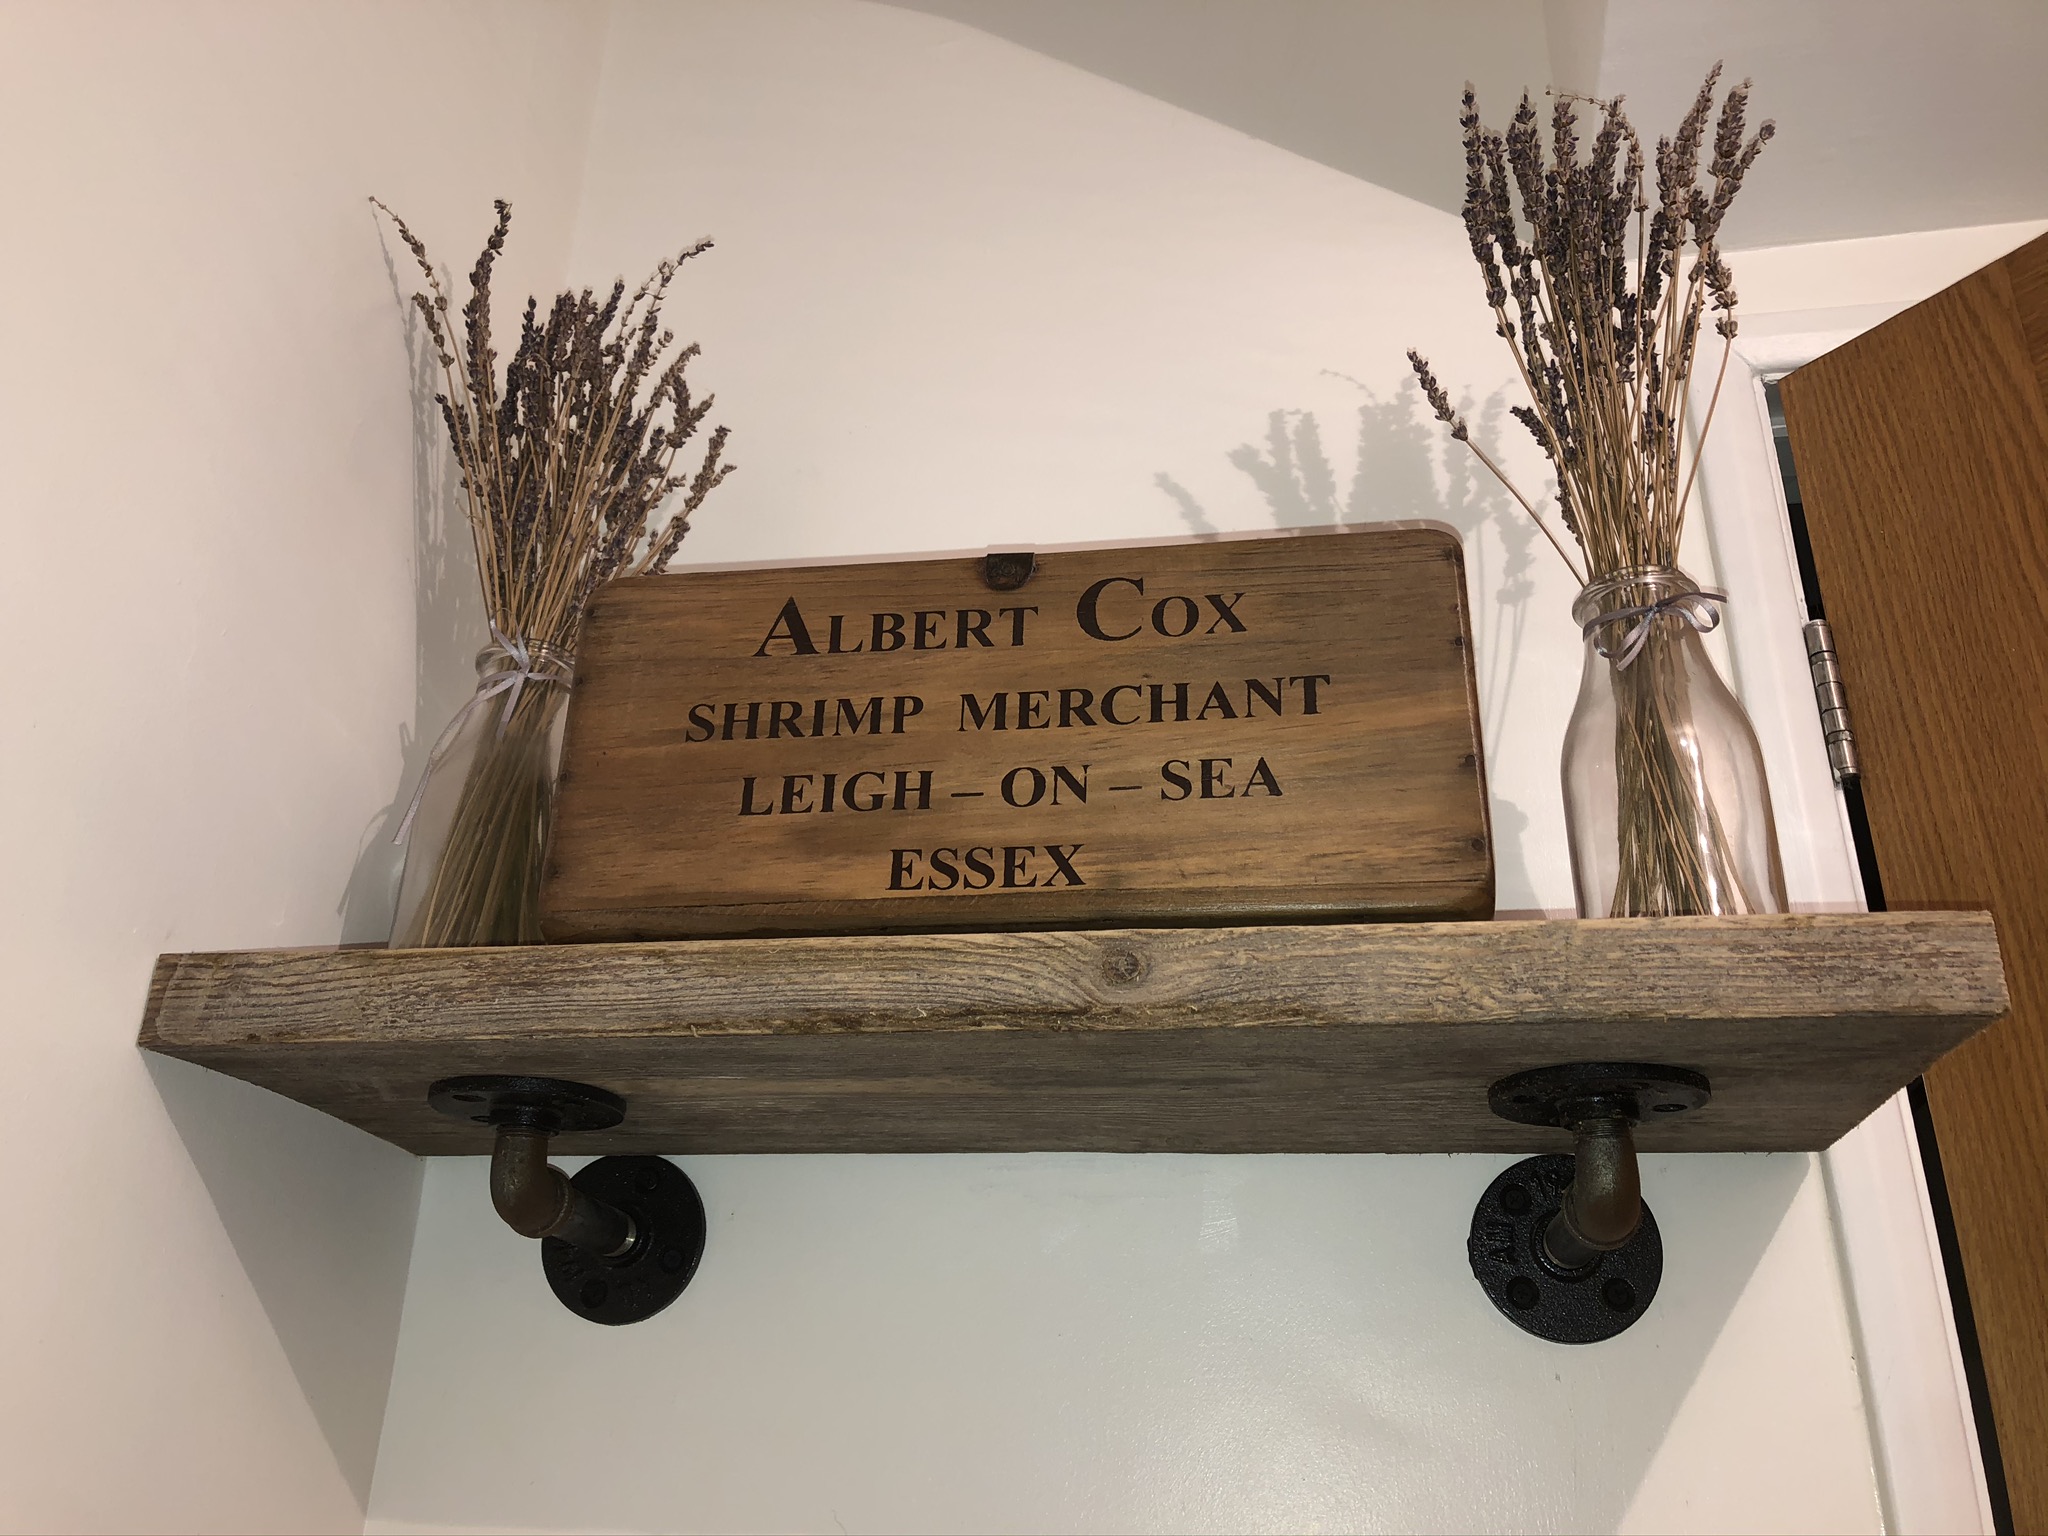 ALBERT COX
SHRIMP MERCHANT
LEIGH – ON – SEA
ESSEX